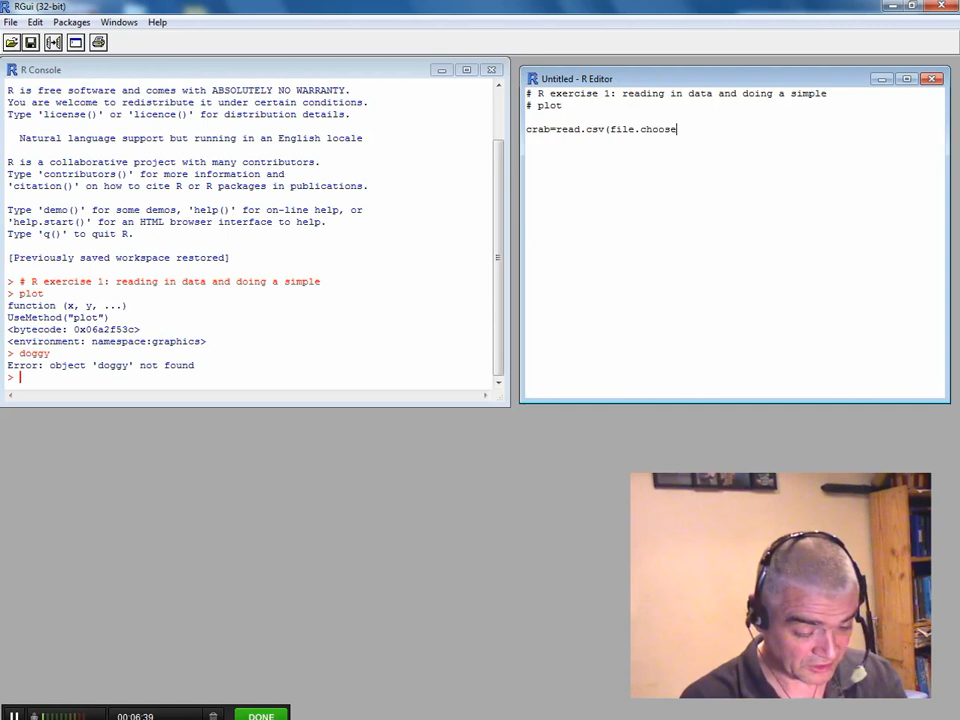 RGui (32-bit)
File Edit Packages Windows Help
R Console
R is free software and comes with ABSOLUTELY NO WARRANTY.
You are welcome to redistribute it under certain conditions.
Type 'license()' or 'licence()' for distribution details.
Natural language support but running in an English locale
R is a collaborative project with many contributors.
Type 'contributors()' for more information and
'citation()' on how to cite R or R packages in publications.
Type 'demo()' for some demos, 'help()' for on-line help, or
'help.start()' for an HTML browser interface to help.
Type 'q()' to quit R.
[Previously saved workspace restored]
> # R exercise 1: reading in data and doing a simple
> plot
function (x, y, ...)
UseMethod("plot")
<bytecode: 0x06a2f53c>
<environment: namespace:graphics>
> doggy
Error: object 'doggy' not found
>
Untitled - R Editor
# R exercise 1: reading in data and doing a simple
# plot
crab=read.csv(file.choose
00:06:39
DONE